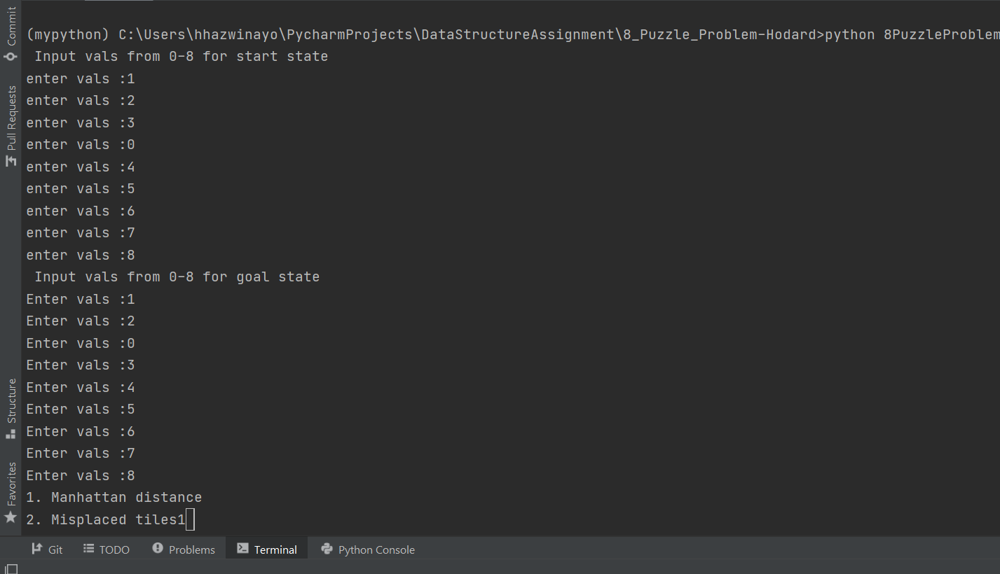 Commit
Pull Requests
Structure
Favorites
(mypython) C:\Users\hhazwinayo\PycharmProjects\DataStructureAssignment\8_Puzzle_Problem-Hodard>python 8PuzzleProblem
Input vals from 0-8 for start state
enter vals :1
enter vals :2
enter vals :3
enter vals :0
enter vals :4
enter vals :5
enter vals :6
enter vals :7
enter vals :8
Input vals from 0-8 for goal state
Enter vals :1
Enter vals :2
Enter vals :0
Enter vals :3
Enter vals :4
Enter vals :5
Enter vals :6
Enter vals :7
Enter vals :8
1. Manhattan distance
2. Misplaced tiles1
Git TODO Problems Terminal Python Console